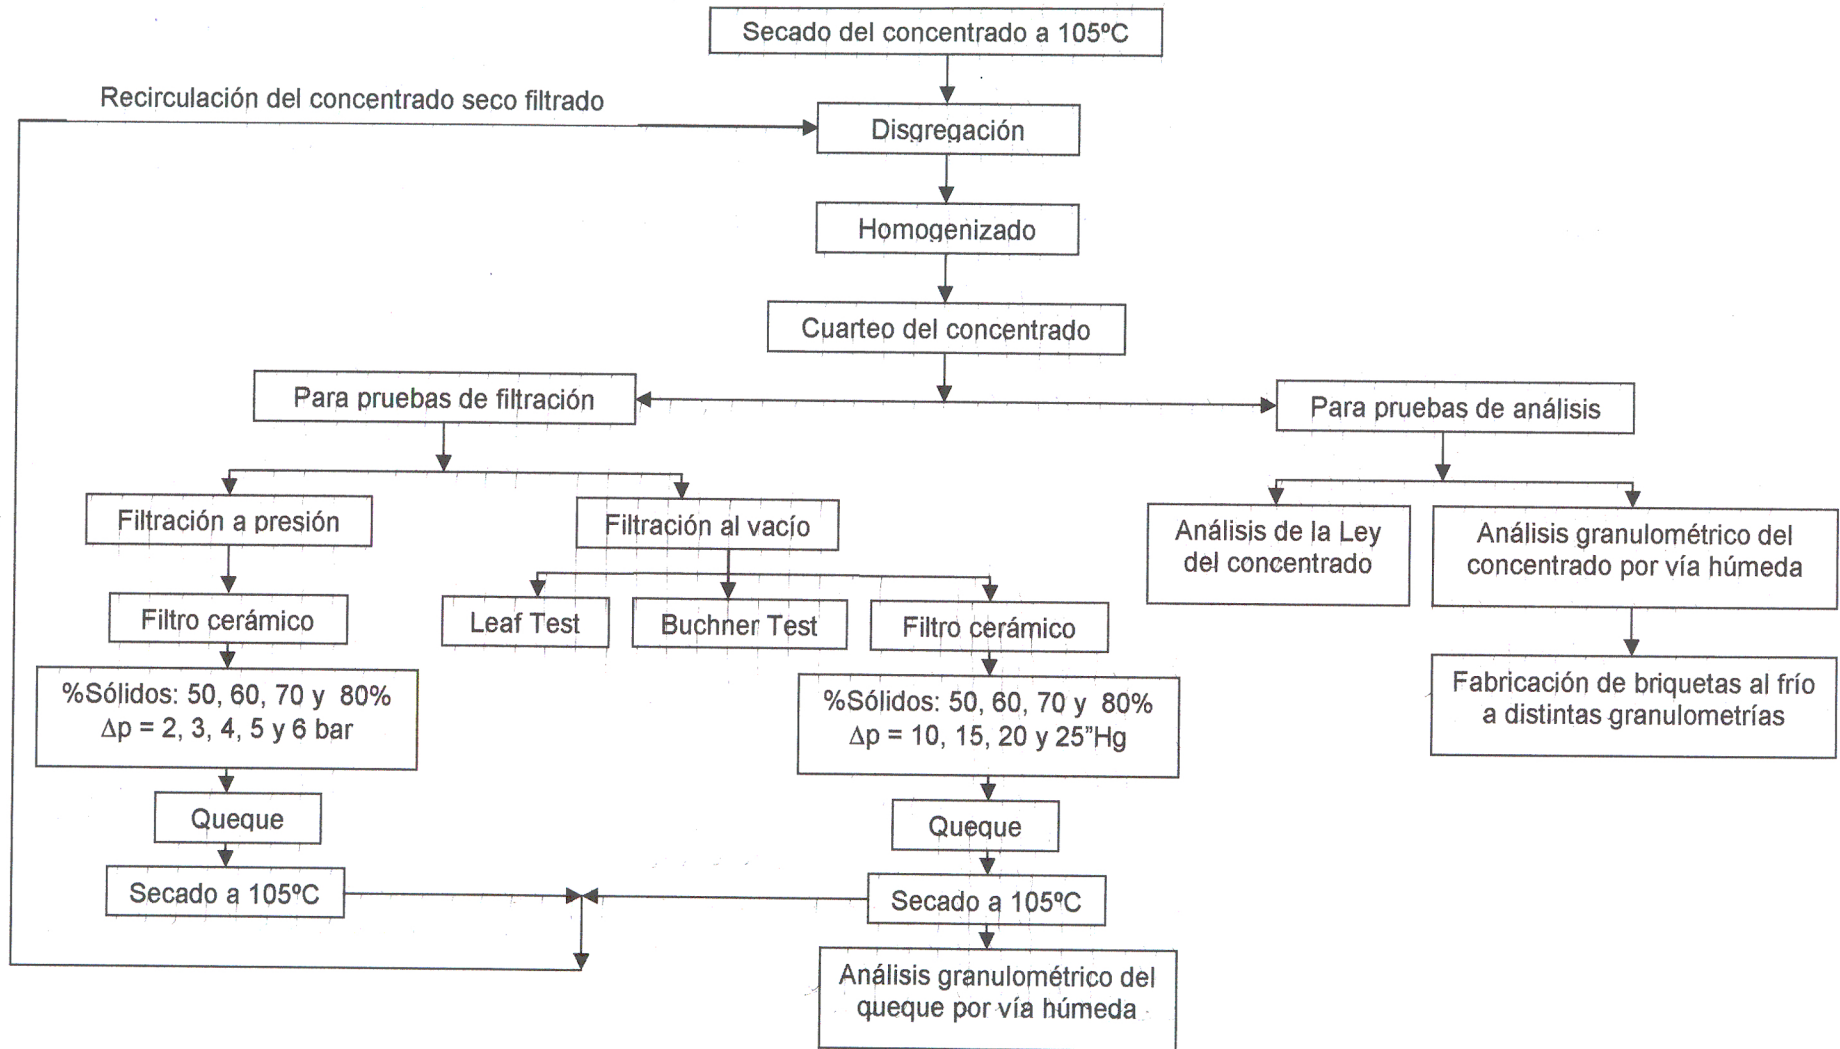 Secado del concentrado a 105ºC
Recirculación del concentrado seco filtrado
Disgregación
Homogenizado
Cuarteo del concentrado
Para pruebas de filtración
Para pruebas de análisis
Filtración a presión
Filtración al vacío
Análisis de la Ley
del concentrado
Análisis granulométrico del
concentrado por vía húmeda
Filtro cerámico
Leaf Test
Buchner Test
Filtro cerámico
%Sólidos: 50, 60, 70 y 80%
Δp = 2, 3, 4, 5 y 6 bar
%Sólidos: 50, 60, 70 y 80%
Δp = 10, 15, 20 y 25"Hg
Fabricación de briquetas al frío
a distintas granulometrías
Queque
Queque
Secado a 105ºC
Secado a 105ºC
Análisis granulométrico del
queque por vía húmeda